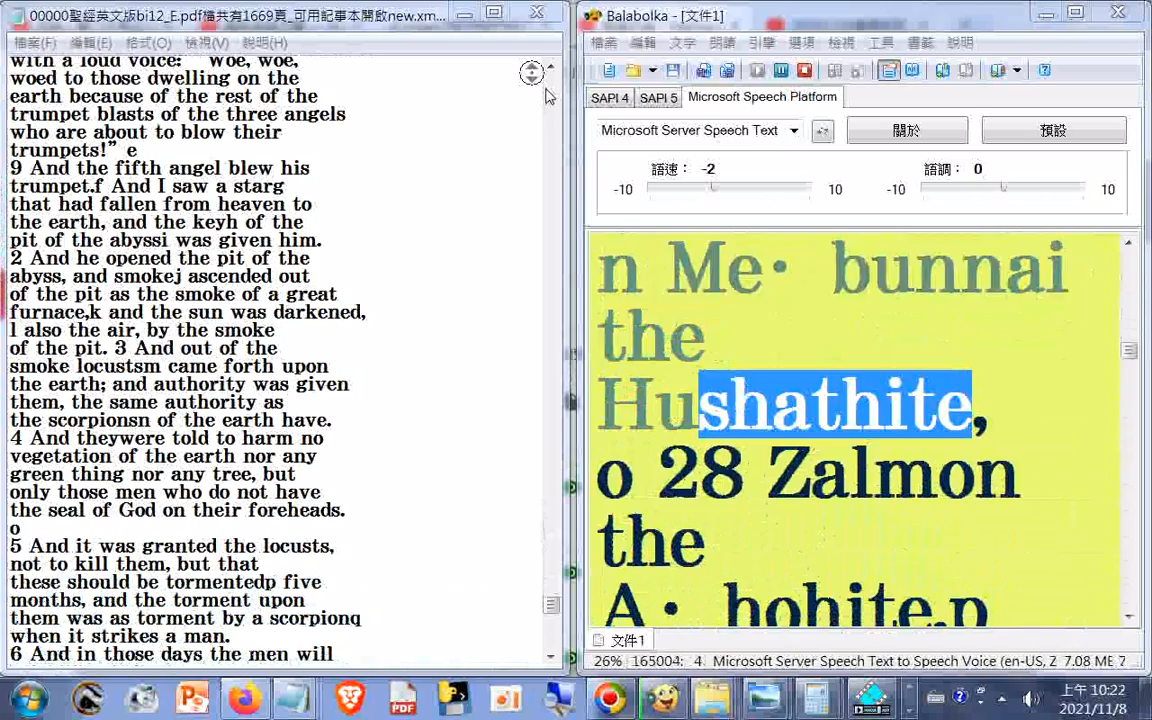 00000聖經英文版bi12_E.pdf檔共有1669頁_可用記事本開啟new.xm...
檔案(F) 編輯(E) 格式(O) 檢視(V) 說明(H)
with a loud voice: "Woe, woe,
woed to those dwelling on the
earth because of the rest of the
trumpet blasts of the three angels
who are about to blow their
trumpets!" e
9 And the fifth angel blew his
trumpet.f And I saw a starg
that had fallen from heaven to
the earth, and the keyh of the
pit of the abyssi was given him.
2 And he opened the pit of the
abyss, and smokej ascended out
of the pit as the smoke of a great
furnace,k and the sun was darkened,
l also the air, by the smoke
of the pit. 3 And out of the
smoke locustsm came forth upon
the earth; and authority was given
them, the same authority as
the scorpionsn of the earth have.
4 And theywere told to harm no
vegetation of the earth nor any
green thing nor any tree, but
only those men who do not have
the seal of God on their foreheads.
o
5 And it was granted the locusts,
not to kill them, but that
these should be tormentedp five
months, and the torment upon
them was as torment by a scorpionq
when it strikes a man.
6 And in those days the men will
Balabolka - [文件1]
檔案 編輯 文字 朗讀 引擎 選項 檢視 工具 書籤 說明
SAPI 4 SAPI 5 Microsoft Speech Platform
Microsoft Server Speech Text 關於 預設
語速： -2 語調： 0
-10 10 -10 10
n Me· bunnai
the
Hushathite,
o 28 Zalmon
the
A· hohite.p
文件1
26% 165004: 4 Microsoft Server Speech Text to Speech Voice (en-US, Z 7.08 ME 7
PDF
上午 10:22
2021/11/8